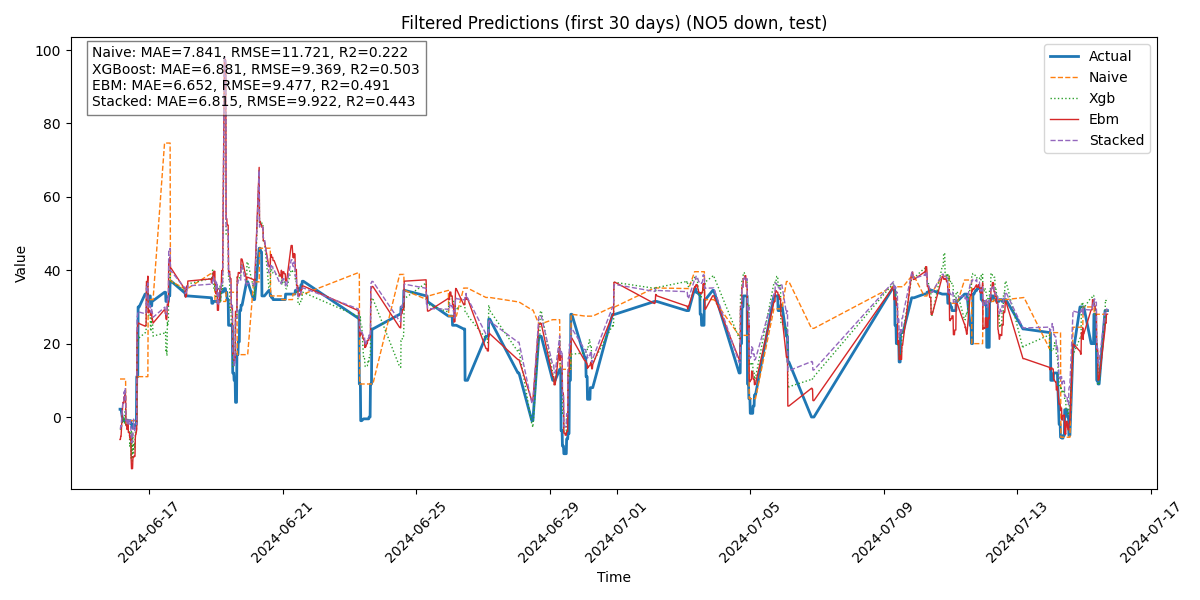 Filtered Predictions (first 30 days) (NO5 down, test)
Naive: MAE=7.841, RMSE=11.721, R2=0.222
XGBoost: MAE=6.881, RMSE=9.369, R2=0.503
EBM: MAE=6.652, RMSE=9.477, R2=0.491
Stacked: MAE=6.815, RMSE=9.922, R2=0.443
Actual
Naive
Xgb
Ebm
Stacked
Value
100
80
60
40
20
0
2024-06-17
2024-06-21
2024-06-25
2024-06-29
2024-07-01
2024-07-05
2024-07-09
2024-07-13
2024-07-17
Time